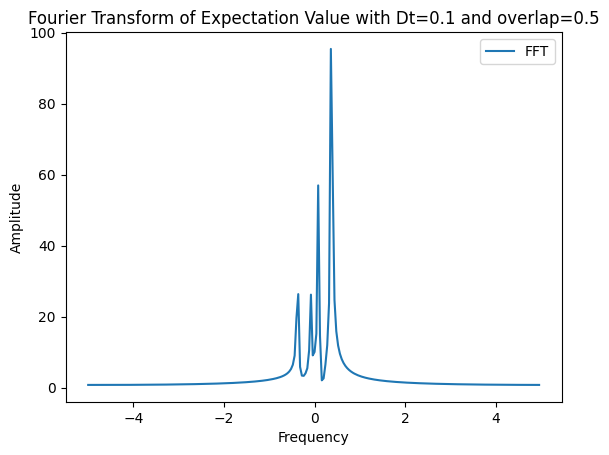 Fourier Transform of Expectation Value with Dt=0.1 and overlap=0.5
FFT
100
80
60
40
20
0
Amplitude
−4
−2
0
2
4
Frequency